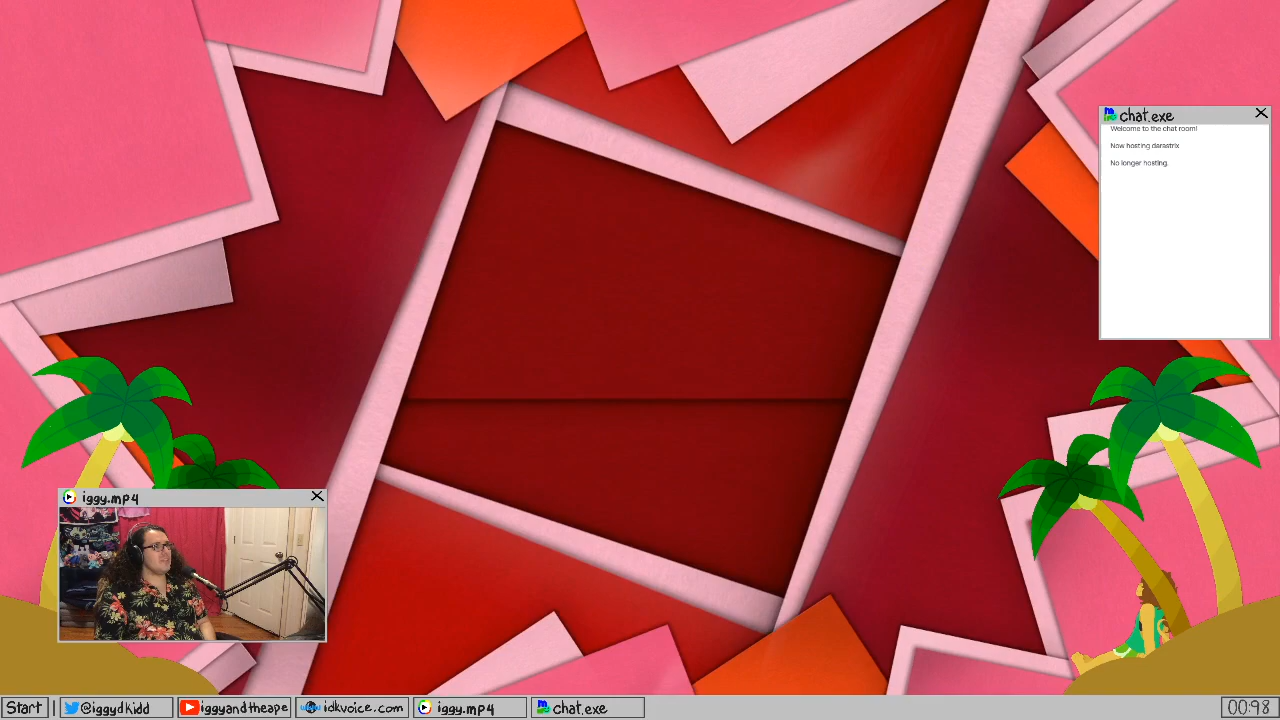 chat.exe
Welcome to the chat room!
Now hosting darastrix
No longer hosting.
iggy.mp4
Start | @iggydkidd iggyandtheape idkvoice.com iggy.mp4 chat.exe 00:98